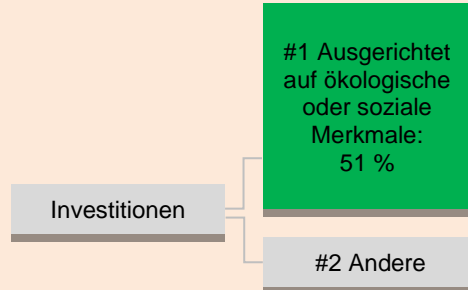 #1 Ausgerichtet
auf ökologische
oder soziale
Merkmale:
51 %
Investitionen
#2 Andere